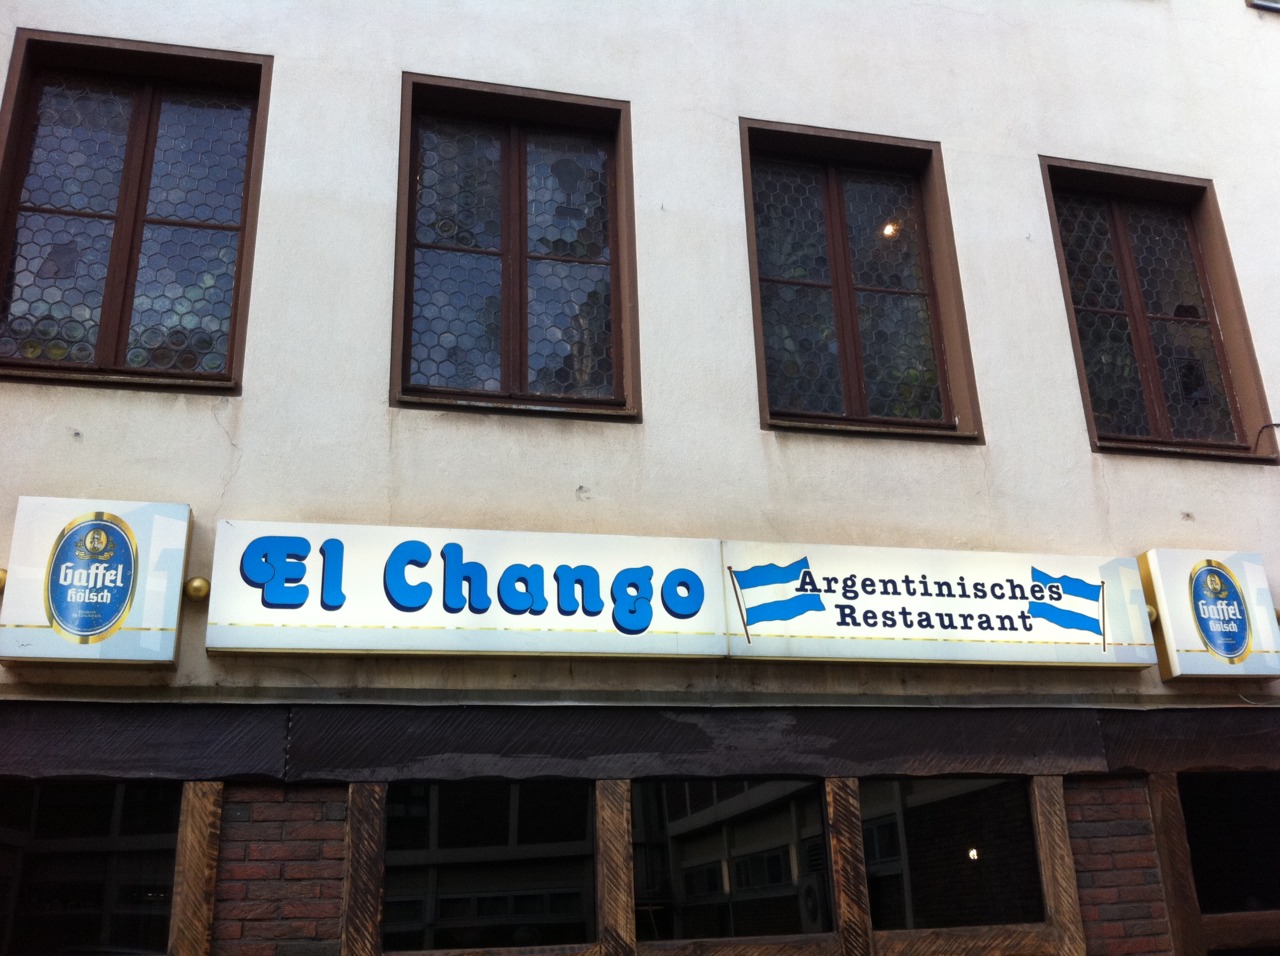 Gaffel
Kölsch
El Chango
Argentinisches
Restaurant
Gaffel
Kölsch